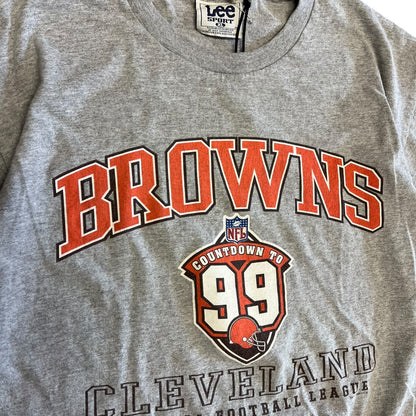 Lee
SPORT
BROWNS
NFL
COUNTDOWN TO
99
CLEVELAND
FOOTBALL LEAGUE